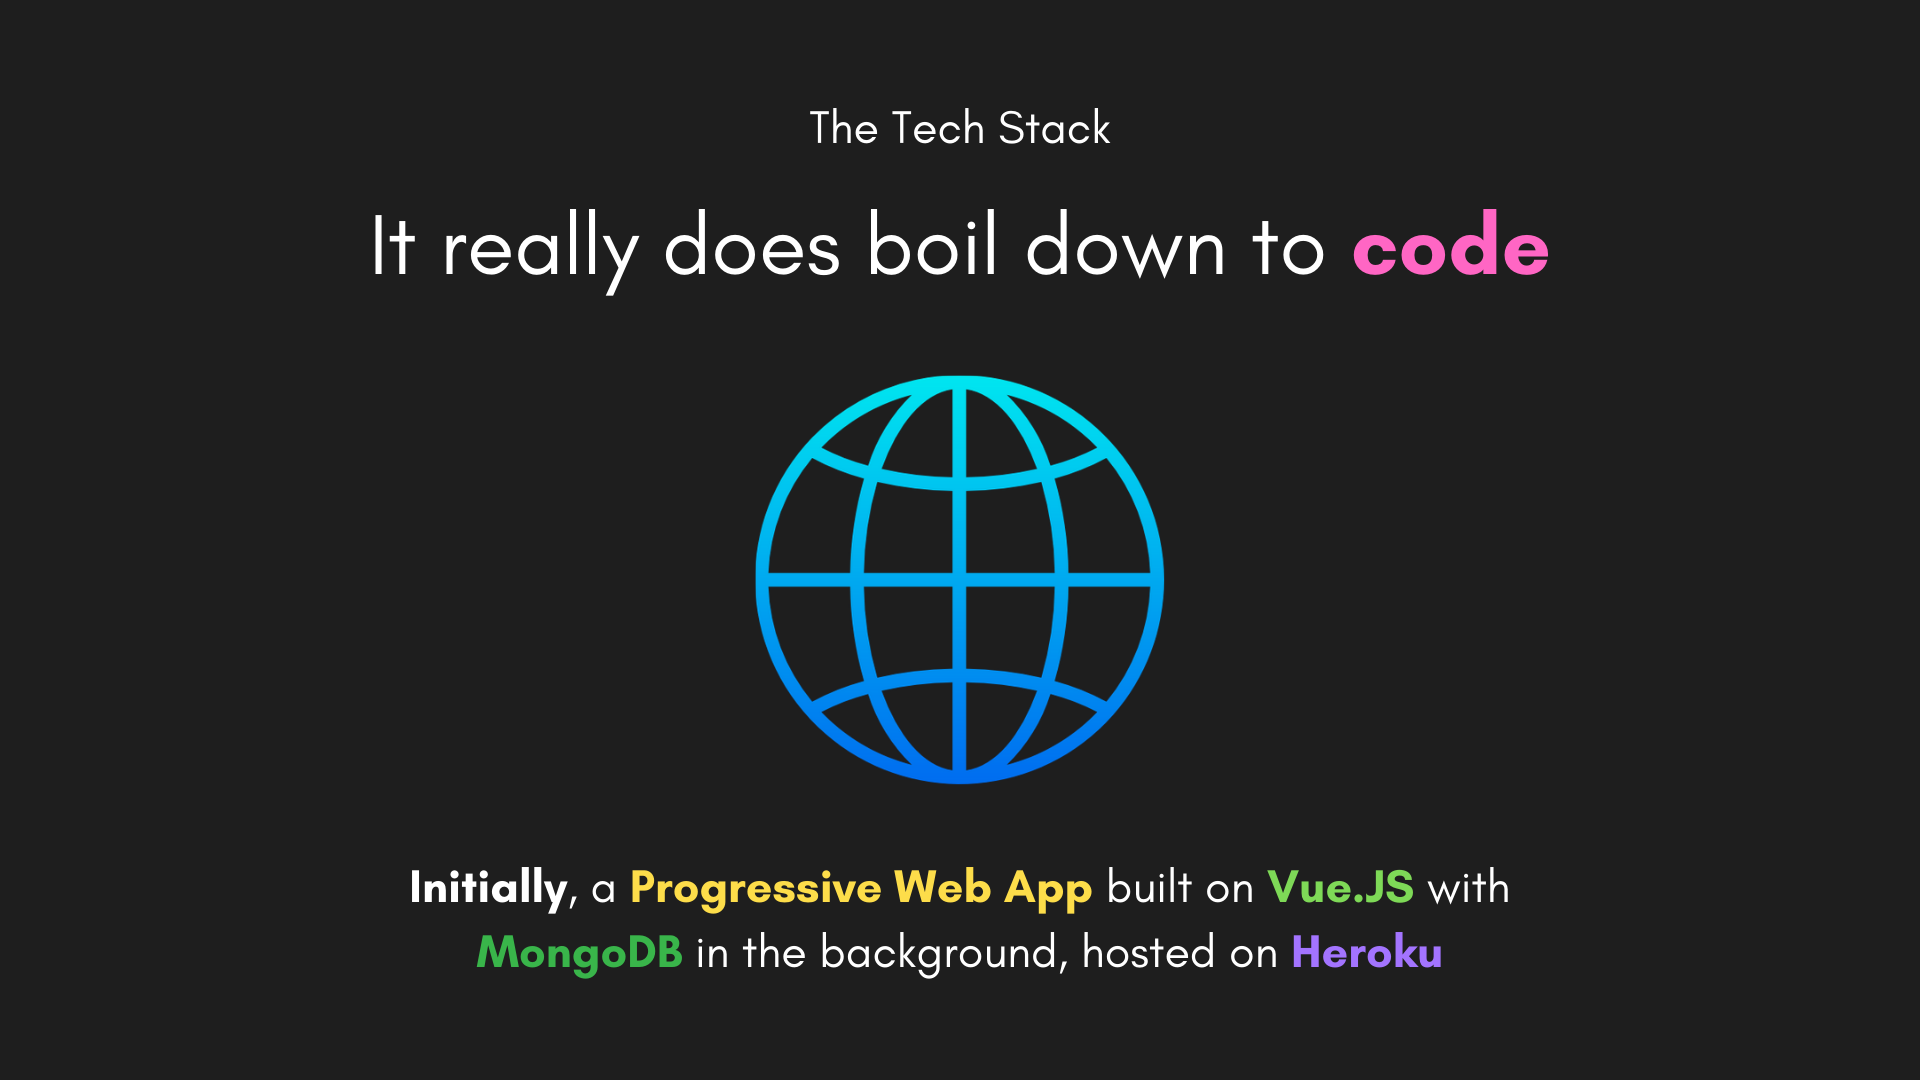 The Tech Stack
It really does boil down to code
Initially, a Progressive Web App built on Vue.JS with
MongoDB in the background, hosted on Heroku